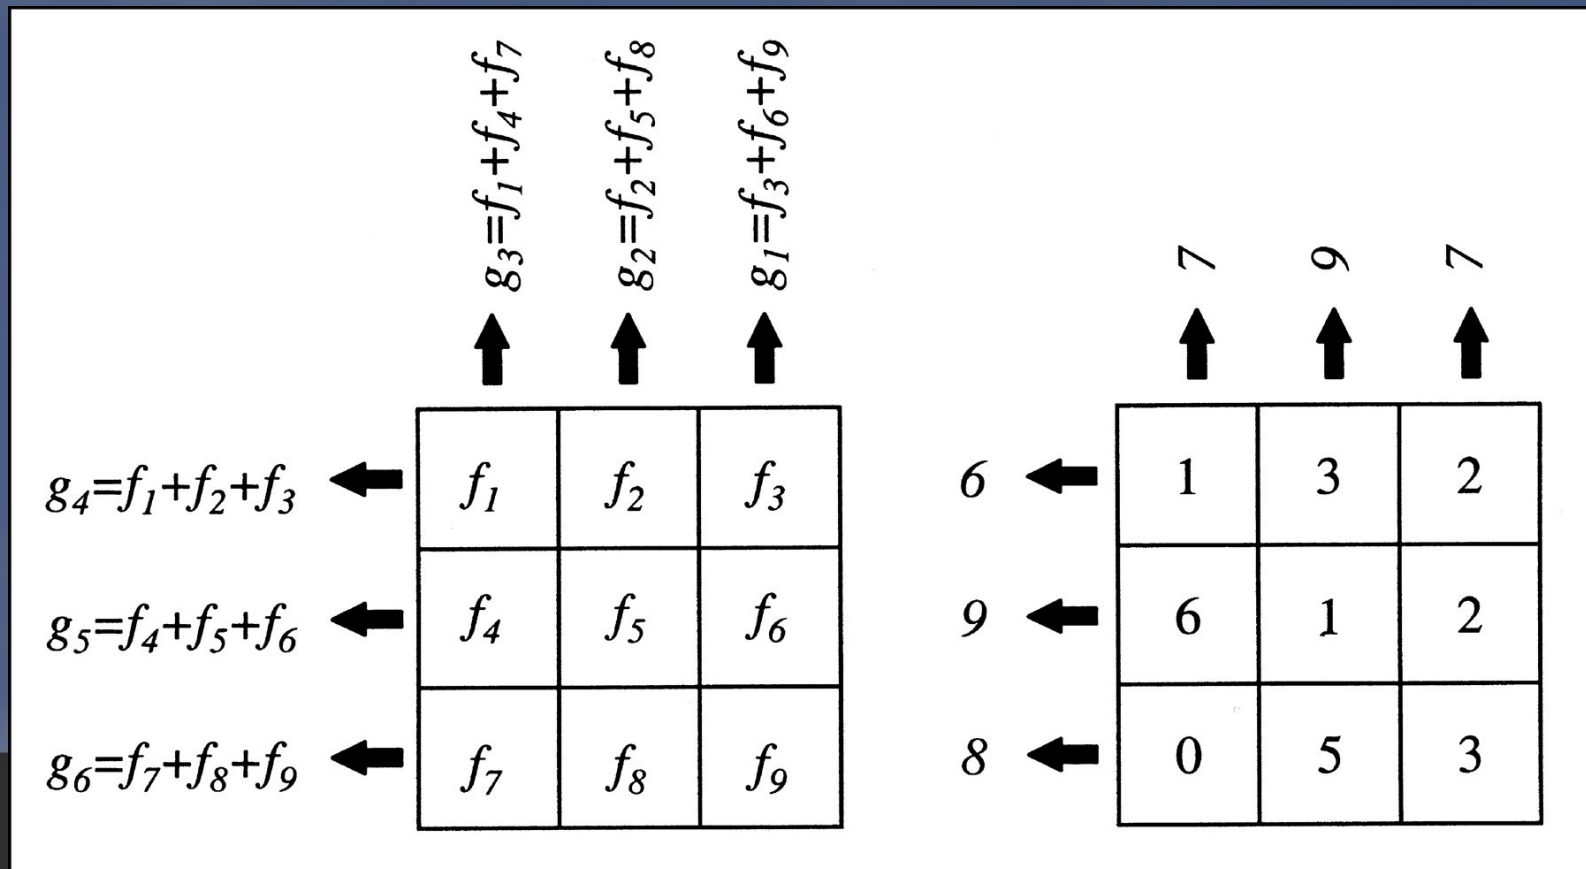 g3=f1+f4+f7
g2=f2+f5+f8
g1=f3+f6+f9
g4=f1+f2+f3
f1 f2 f3
g5=f4+f5+f6
f4 f5 f6
g6=f7+f8+f9
f7 f8 f9
7 9 7
6 1 3 2
9 6 1 2
8 0 5 3